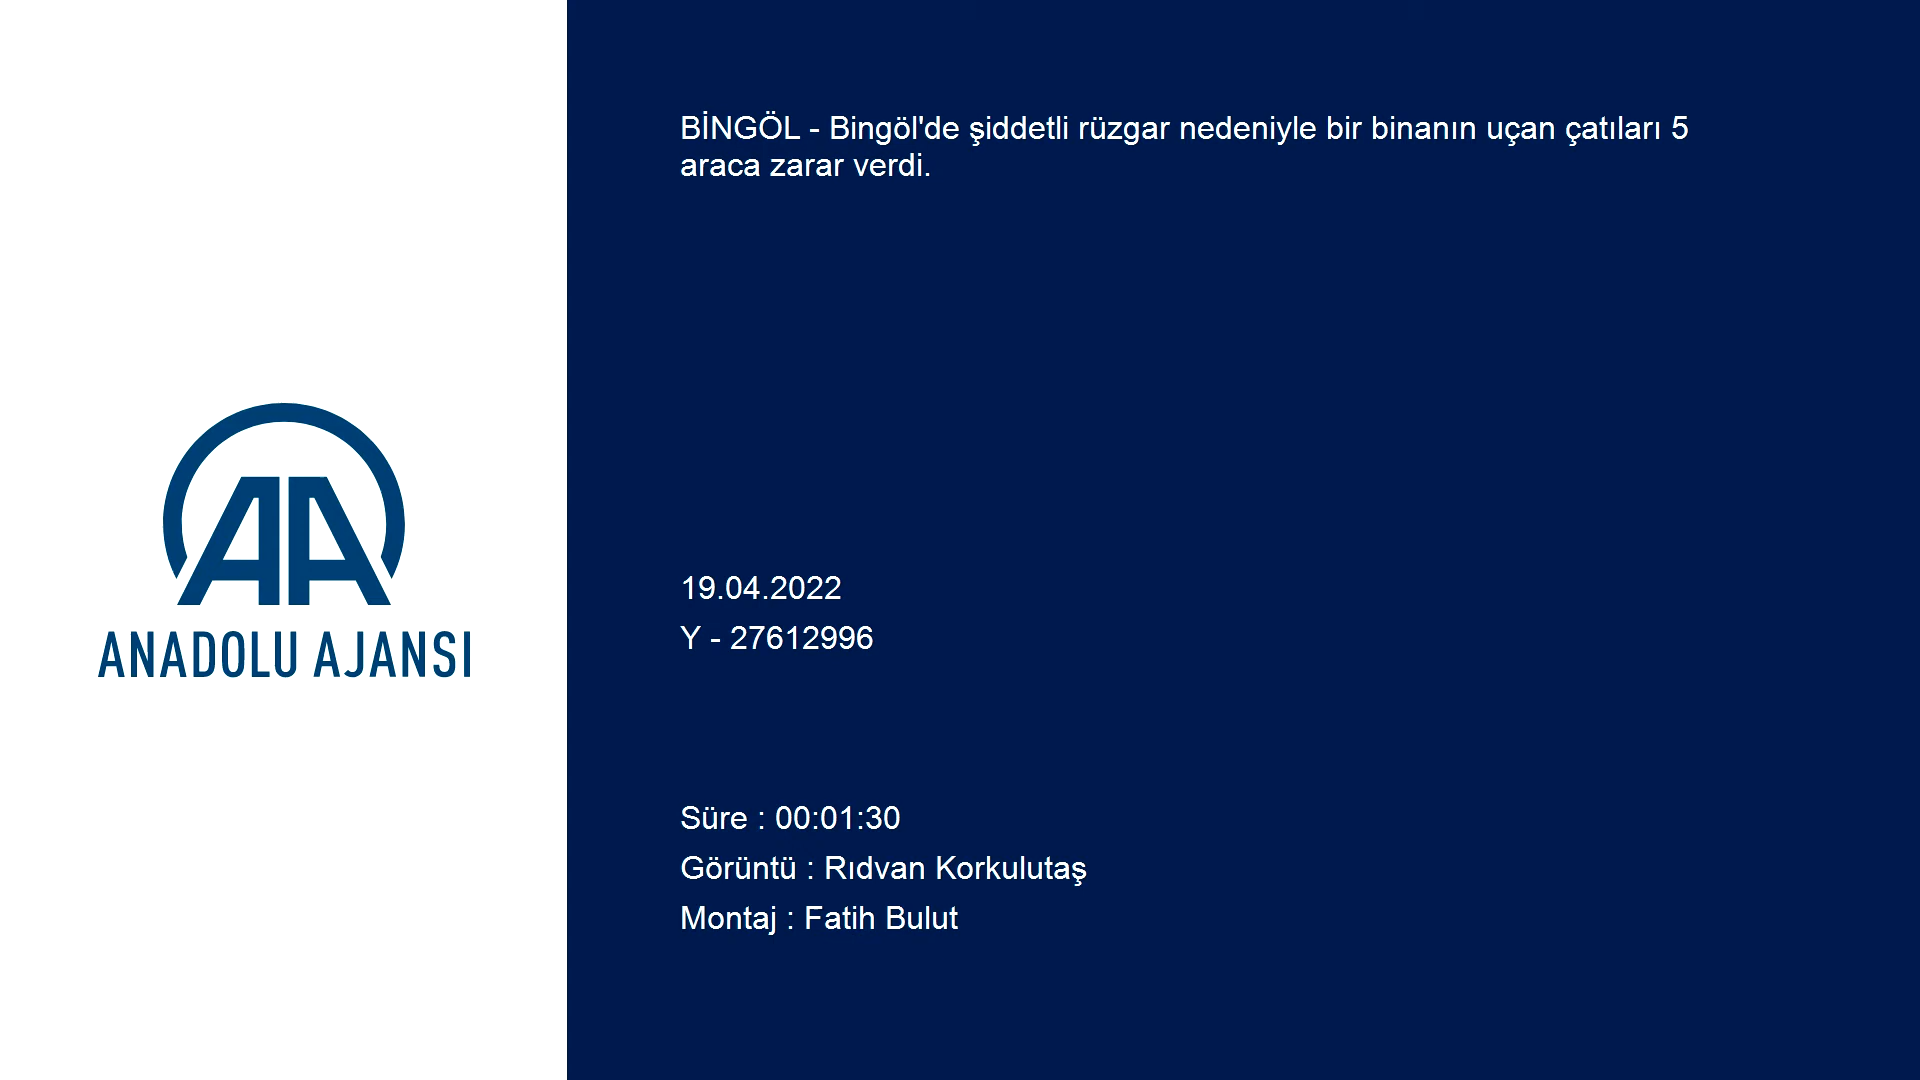 BİNGÖL - Bingöl'de şiddetli rüzgar nedeniyle bir binanın uçan çatıları 5
araca zarar verdi.
AA
ANADOLU AJANSI
19.04.2022
Y - 27612996
Süre : 00:01:30
Görüntü : Rıdvan Korkulutaş
Montaj : Fatih Bulut